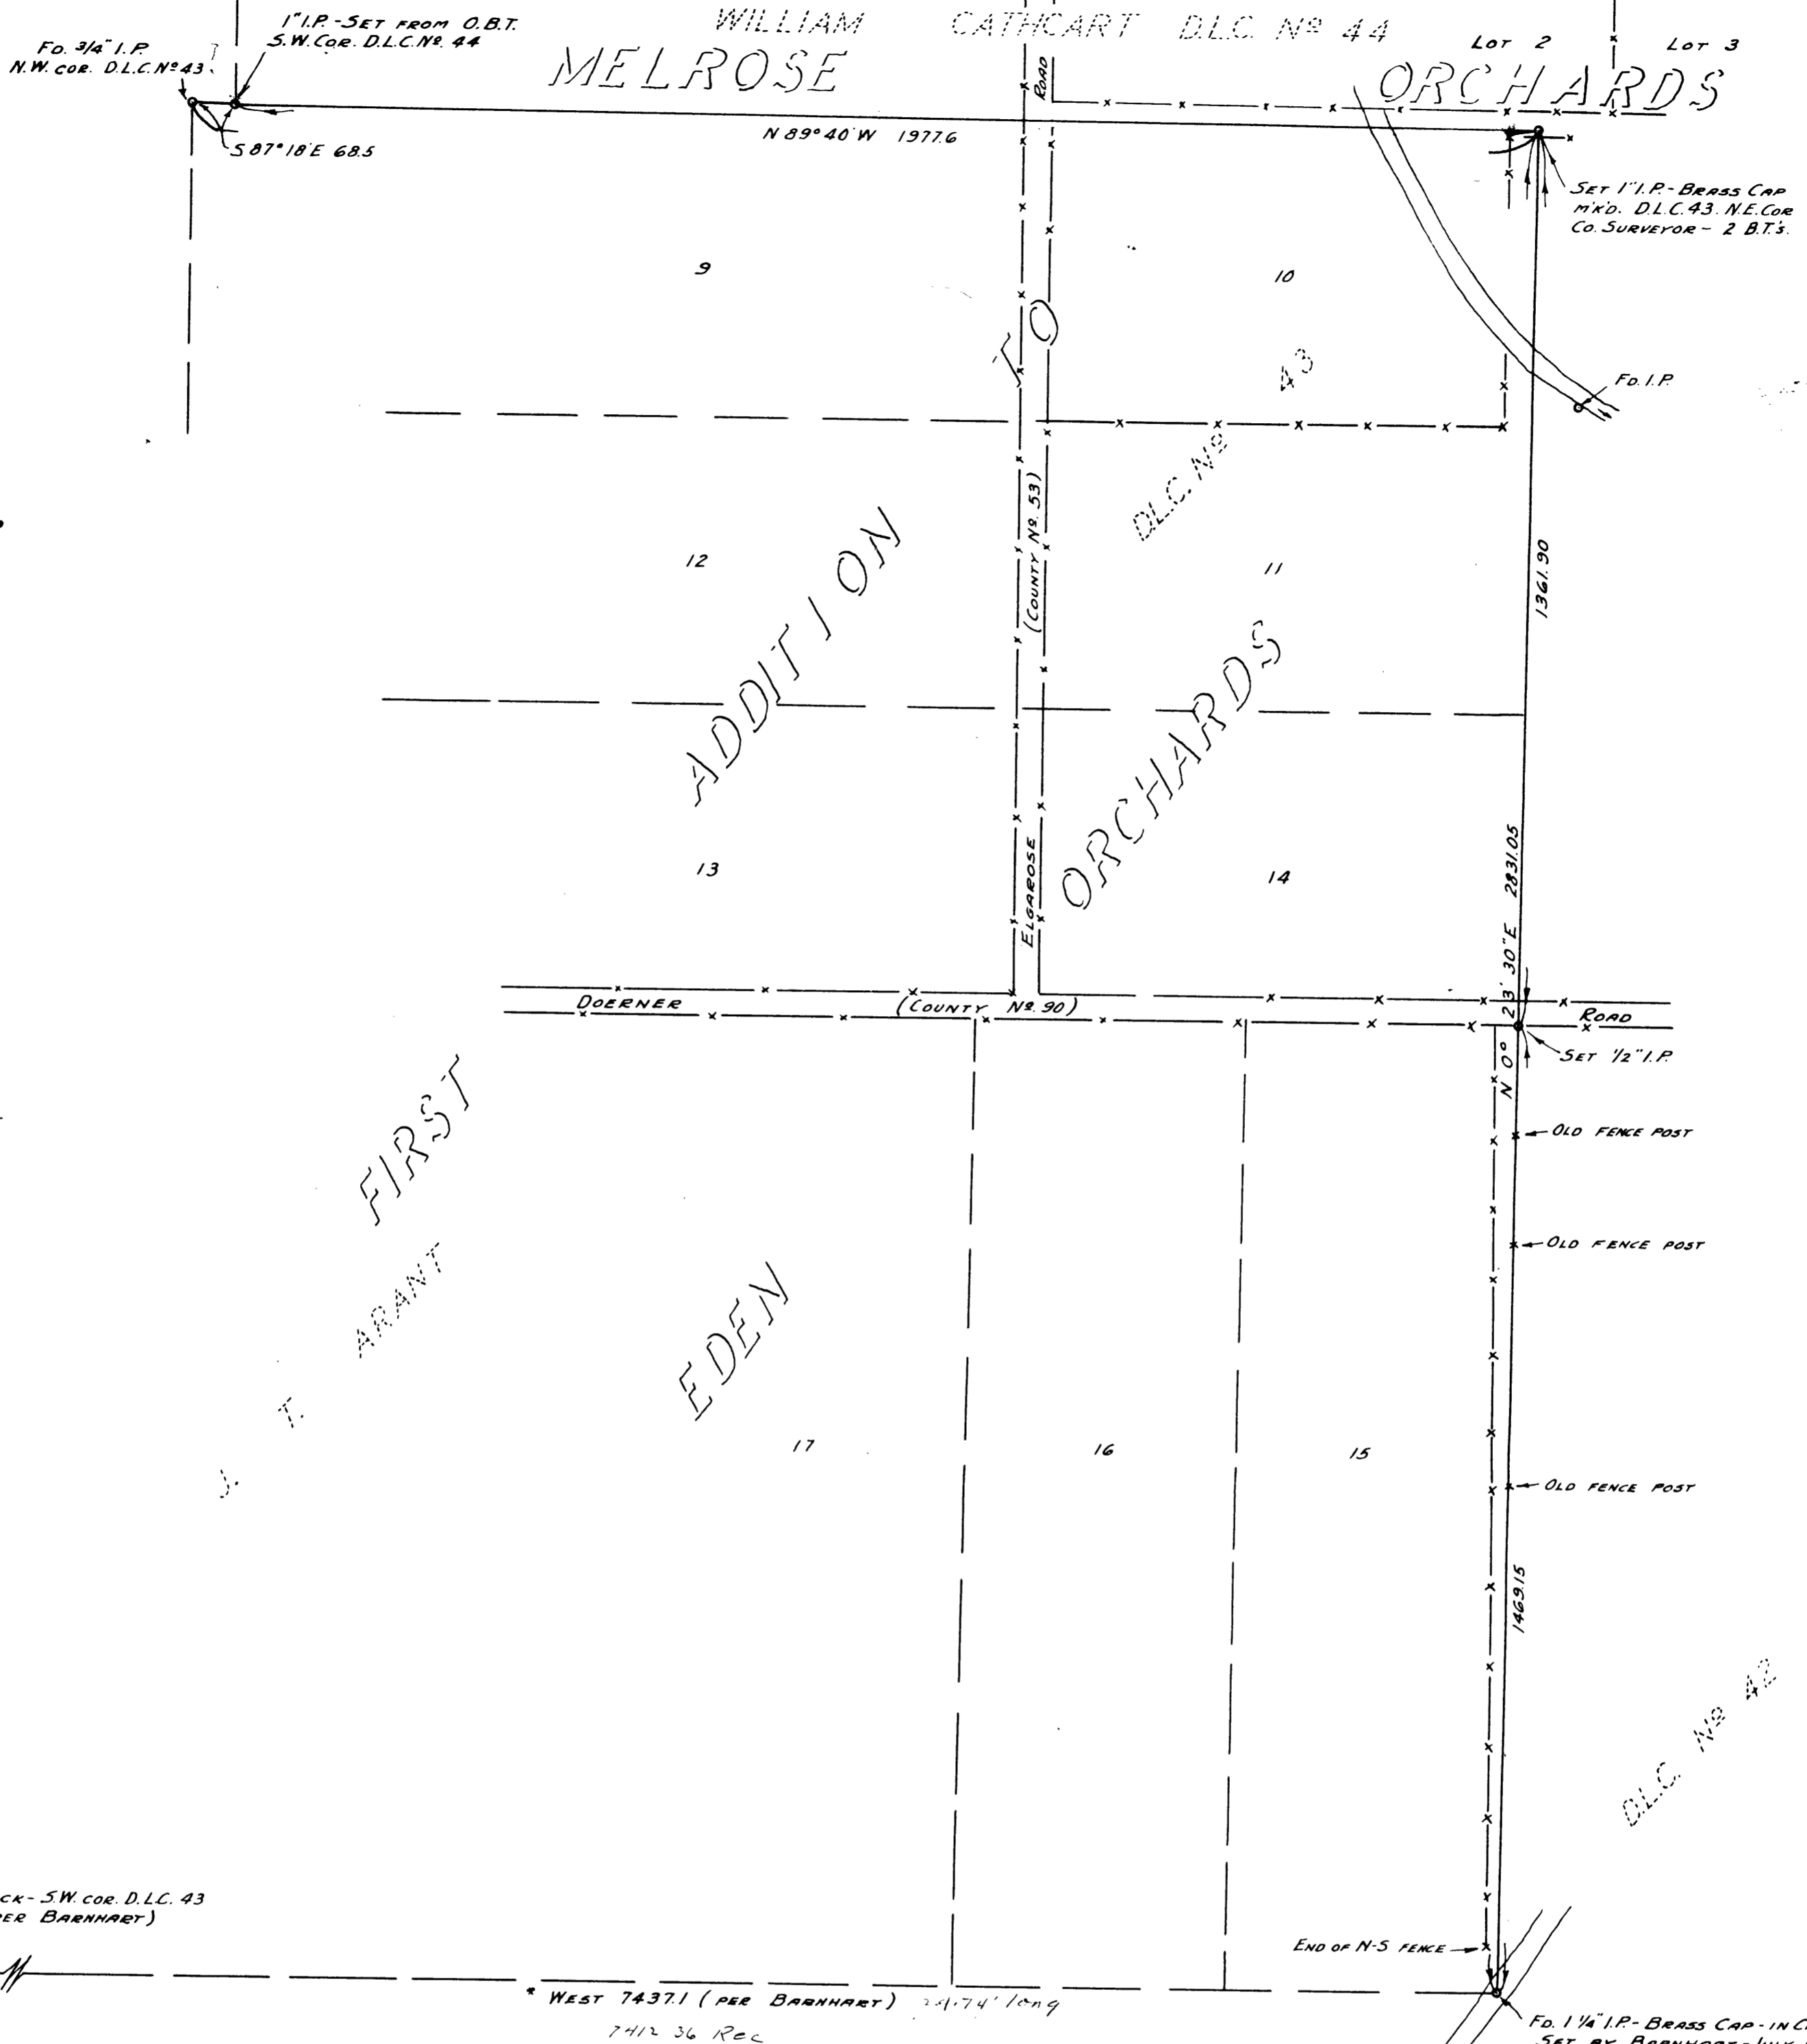 WILLIAM CATHCART D.L.C. Nº 44
1" I.P. - SET FROM O.B.T.
S.W. COR. D.L.C. Nº 44
FD. 3/4" I.P.
N.W. COR. D.L.C. Nº 43
MELROSE ORCHARDS
LOT 2
LOT 3
ROAD
N 89° 40' W 1977.6
S 87° 18' E 68.5
SET 1" I.P. - BRASS CAP
M'K'D. D.L.C. 43. N.E. COR
CO. SURVEYOR - 2 B.T.'s.
9
10
TO
43
FD. I.P.
(COUNTY Nº 53)
D.L.C. Nº
12
11
1361.90
ADDITION
ORCHARDS
13
14
ELGAROSE
2831.05
N 0° 23' 30" E
DOERNER (COUNTY Nº 90) ROAD
SET 1/2" I.P.
FIRST
OLD FENCE POST
OLD FENCE POST
J. T. ARANT
EDEN
17
16
15
OLD FENCE POST
1469.15
D.L.C. Nº 42
CK - S.W. COR. D.L.C. 43
ER BARNHART)
END OF N-S FENCE
* WEST 7437.1 (PER BARNHART) 24.74' long
7412 36 Rec
FD. 1 1/4" I.P. - BRASS CAP - IN
SET BY BARNHART - JULY